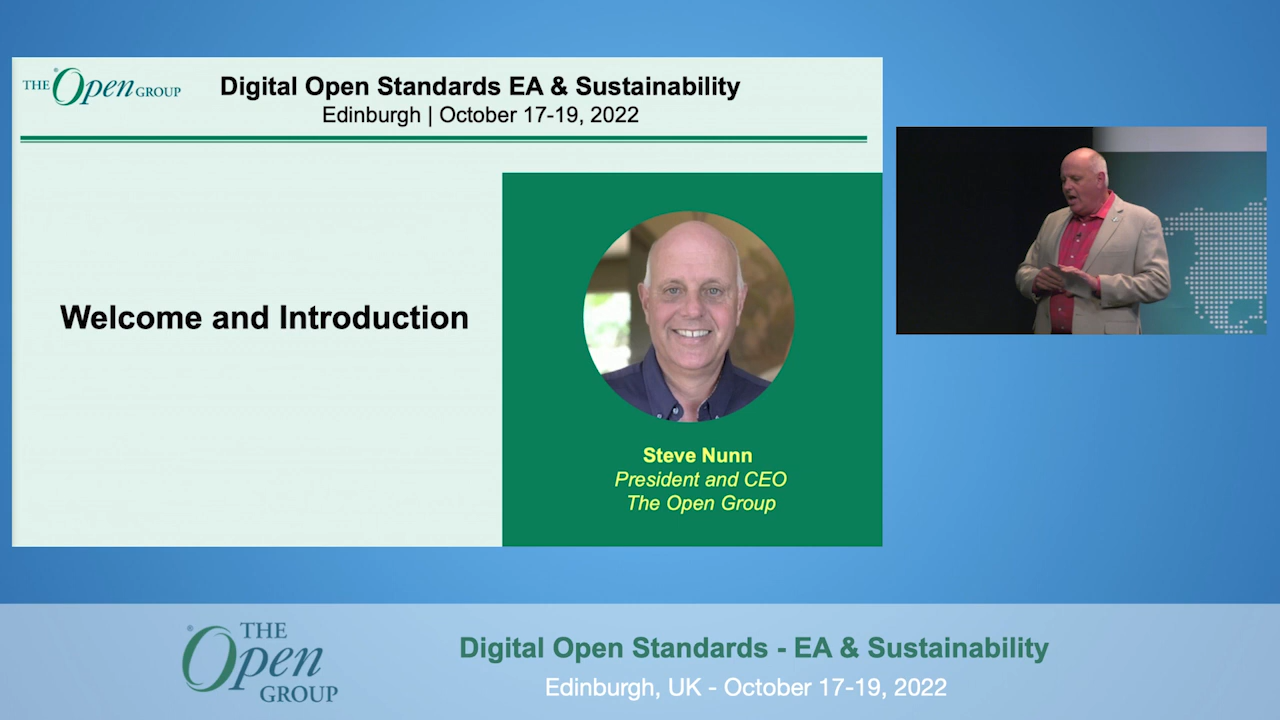 THE Open GROUP
Digital Open Standards EA & Sustainability
Edinburgh | October 17-19, 2022
Welcome and Introduction
Steve Nunn
President and CEO
The Open Group
THE
Open
GROUP
Digital Open Standards - EA & Sustainability
Edinburgh, UK - October 17-19, 2022